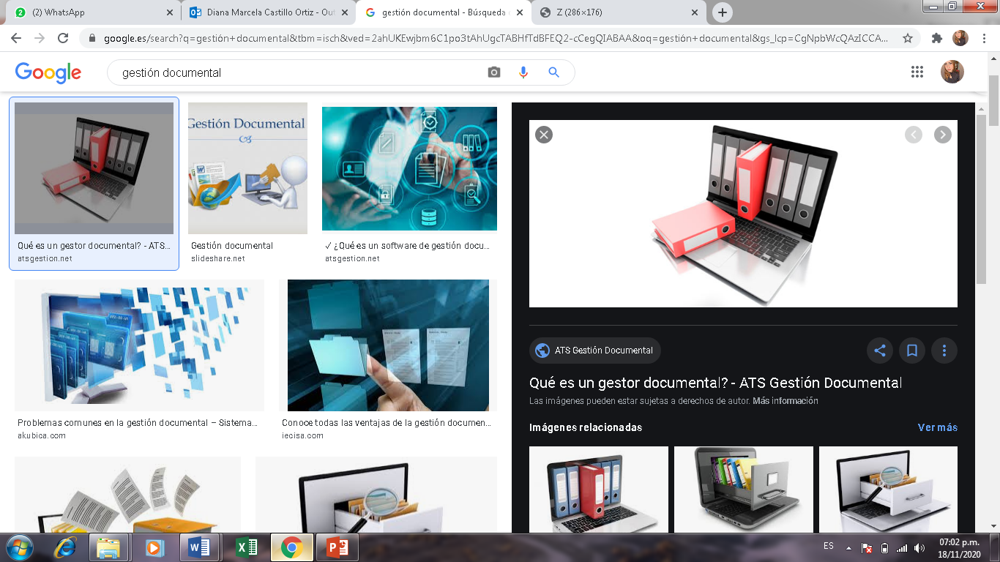 (2) WhatsApp
Diana Marcela Castillo Ortiz - Out
gestión documental - Búsqueda
Z (286×176)
google.es/search?q=gestión+documental&tbm=isch&ved=2ahUKEwjbm6C1po3tAhUgcTABHfTdBFEQ2-cCegQIABAA&oq=gestión+documental&gs_lcp=CgNpbWcQAzICCA...
Google
gestión documental
Gestión Documental
Qué es un gestor documental? - ATS...
atsgestion.net
Gestión documental
slideshare.net
✓ ¿Qué es un software de gestión docu...
atsgestion.net
Problemas comunes en la gestión documental – Sistema...
akubica.com
Conoce todas las ventajas de la gestión documen...
iecisa.com
ATS Gestión Documental
Qué es un gestor documental? - ATS Gestión Documental
Las imágenes pueden estar sujetas a derechos de autor. Más información
Imágenes relacionadas
Ver más
ES
07:02 p.m.
18/11/2020